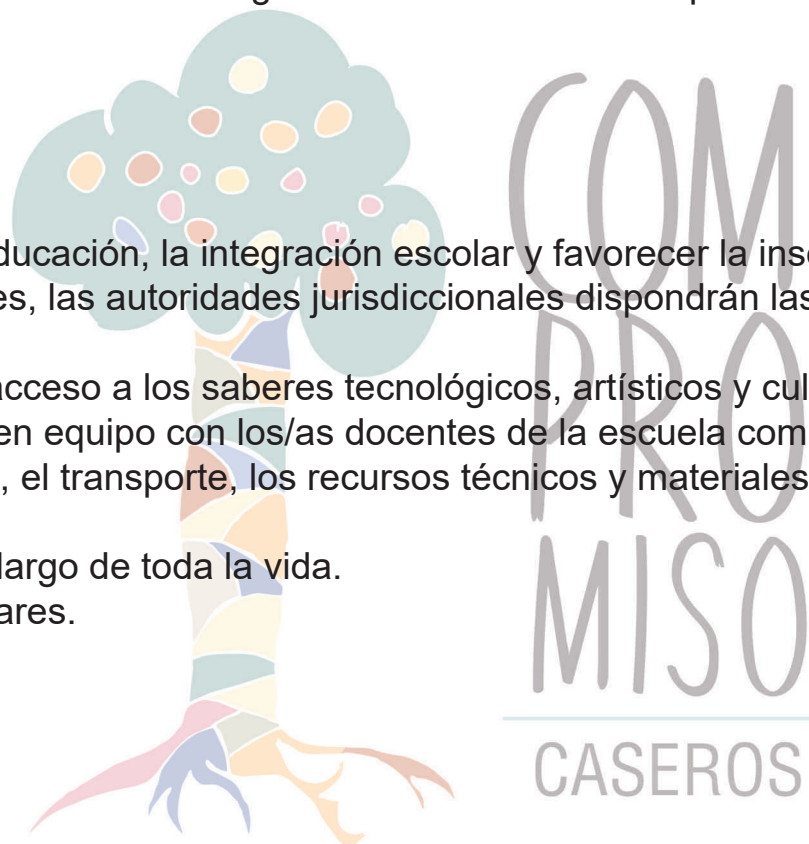 ducación, la integración escolar y favorecer la inse
es, las autoridades jurisdiccionales dispondrán las
acceso a los saberes tecnológicos, artísticos y cul
en equipo con los/as docentes de la escuela com
, el transporte, los recursos técnicos y materiales
largo de toda la vida.
ares.
COM
PRO
MISO
CASEROS